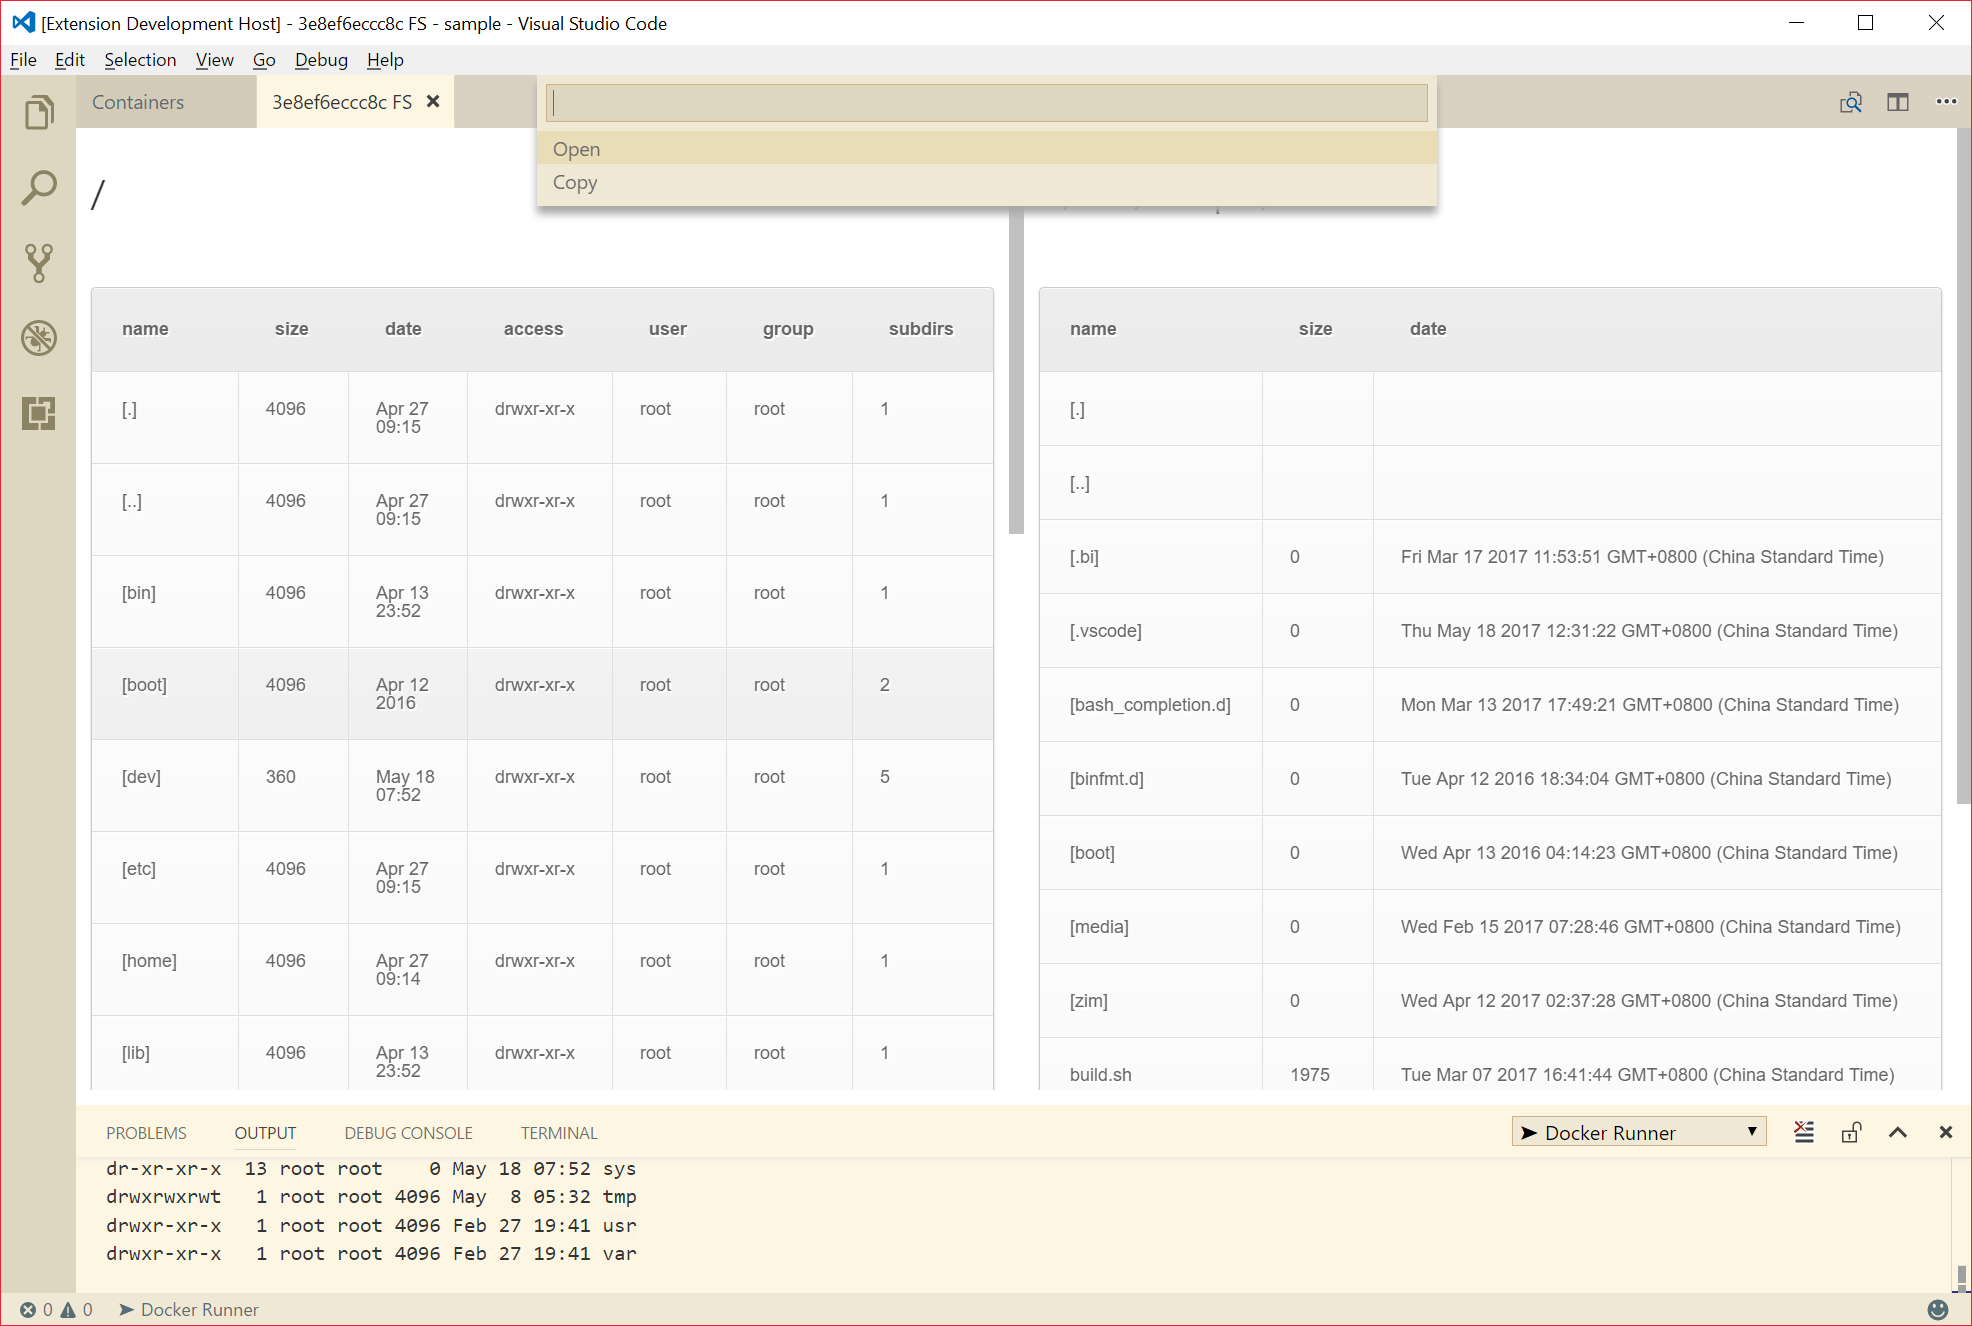 [Extension Development Host] - 3e8ef6eccc8c FS - sample - Visual Studio Code
File Edit Selection View Go Debug Help
Containers 3e8ef6eccc8c FS
Open
Copy
/
name size date access user group subdirs
[.] 4096 Apr 27 09:15 drwxr-xr-x root root 1
[..] 4096 Apr 27 09:15 drwxr-xr-x root root 1
[bin] 4096 Apr 13 23:52 drwxr-xr-x root root 1
[boot] 4096 Apr 12 2016 drwxr-xr-x root root 2
[dev] 360 May 18 07:52 drwxr-xr-x root root 5
[etc] 4096 Apr 27 09:15 drwxr-xr-x root root 1
[home] 4096 Apr 27 09:14 drwxr-xr-x root root 1
[lib] 4096 Apr 13 23:52 drwxr-xr-x root root 1
name size date
[.]
[..]
[.bi] 0 Fri Mar 17 2017 11:53:51 GMT+0800 (China Standard Time)
[.vscode] 0 Thu May 18 2017 12:31:22 GMT+0800 (China Standard Time)
[bash_completion.d] 0 Mon Mar 13 2017 17:49:21 GMT+0800 (China Standard Time)
[binfmt.d] 0 Tue Apr 12 2016 18:34:04 GMT+0800 (China Standard Time)
[boot] 0 Wed Apr 13 2016 04:14:23 GMT+0800 (China Standard Time)
[media] 0 Wed Feb 15 2017 07:28:46 GMT+0800 (China Standard Time)
[zim] 0 Wed Apr 12 2017 02:37:28 GMT+0800 (China Standard Time)
build.sh 1975 Tue Mar 07 2017 16:41:44 GMT+0800 (China Standard Time)
PROBLEMS OUTPUT DEBUG CONSOLE TERMINAL
➤ Docker Runner
dr-xr-xr-x 13 root root 0 May 18 07:52 sys
drwxrwxrwt 1 root root 4096 May 8 05:32 tmp
drwxr-xr-x 1 root root 4096 Feb 27 19:41 usr
drwxr-xr-x 1 root root 4096 Feb 27 19:41 var
0 0 ➤ Docker Runner